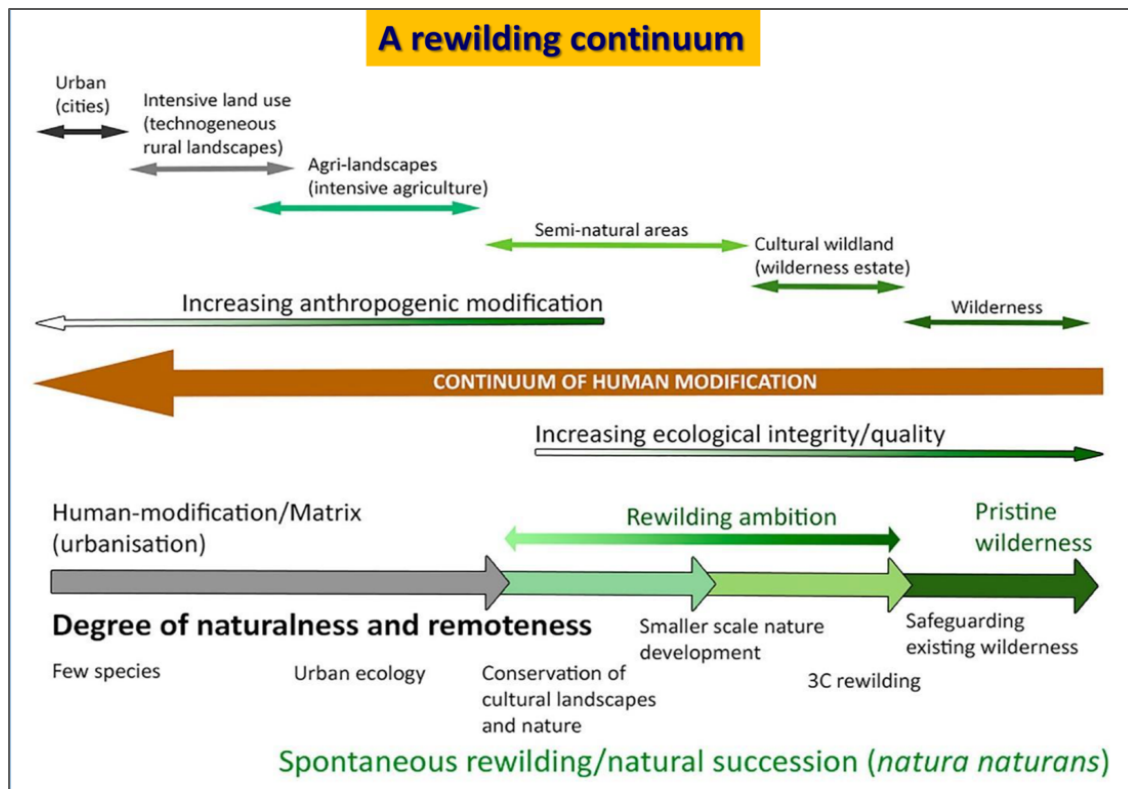 A rewilding continuum
Urban
(cities)
Intensive land use
(technogeneous
rural landscapes)
Agri-landscapes
(intensive agriculture)
Semi-natural areas
Cultural wildland
(wilderness estate)
Wilderness
Increasing anthropogenic modification
CONTINUUM OF HUMAN MODIFICATION
Increasing ecological integrity/quality
Human-modification/Matrix
(urbanisation)
Rewilding ambition
Pristine
wilderness
Degree of naturalness and remoteness
Few species
Urban ecology
Conservation of
cultural landscapes
and nature
Smaller scale nature
development
3C rewilding
Safeguarding
existing wilderness
Spontaneous rewilding/natural succession (natura naturans)